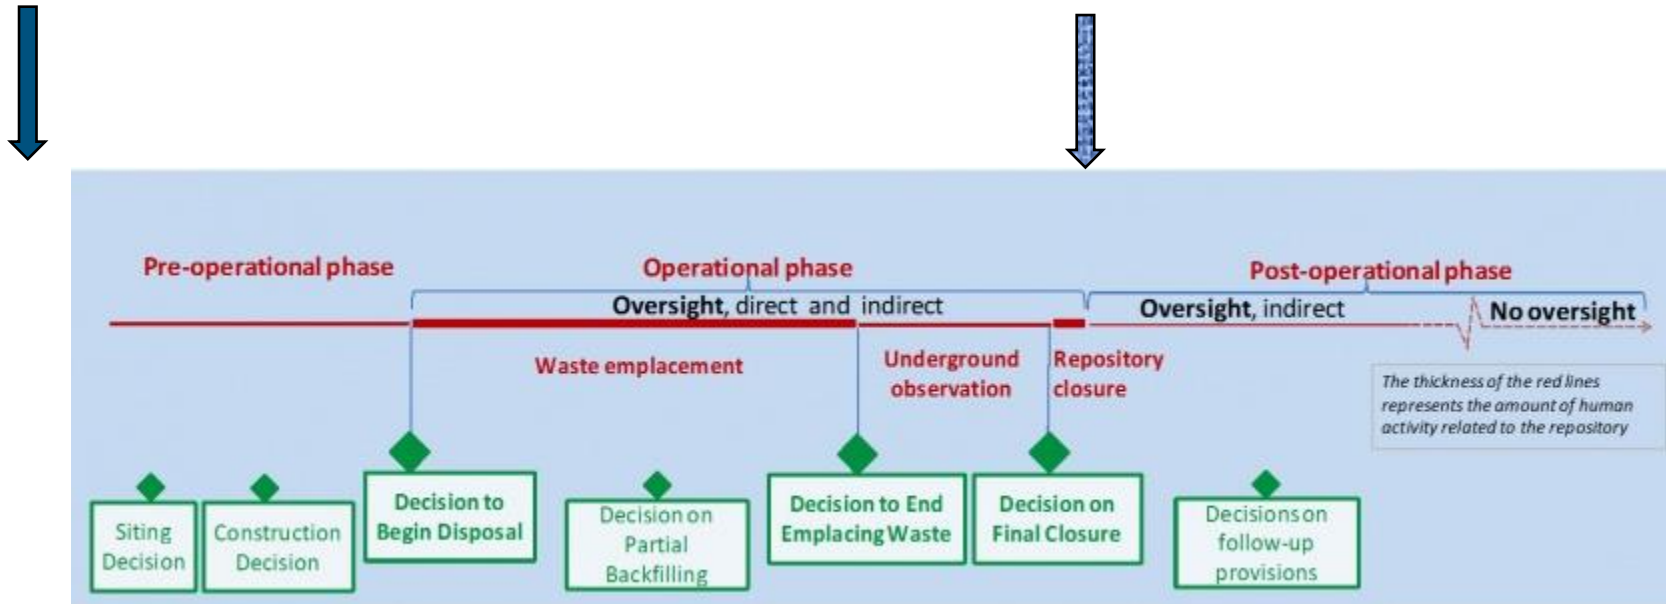 Pre-operational phase
Operational phase
Post-operational phase
Oversight, direct and indirect
Oversight, indirect
No oversight
Waste emplacement
Underground
observation
Repository
closure
The thickness of the red lines
represents the amount of human
activity related to the repository
Siting
Decision
Construction
Decision
Decision to
Begin Disposal
Decision on
Partial
Backfilling
Decision to End
Emplacing Waste
Decision on
Final Closure
Decisions on
follow-up
provisions